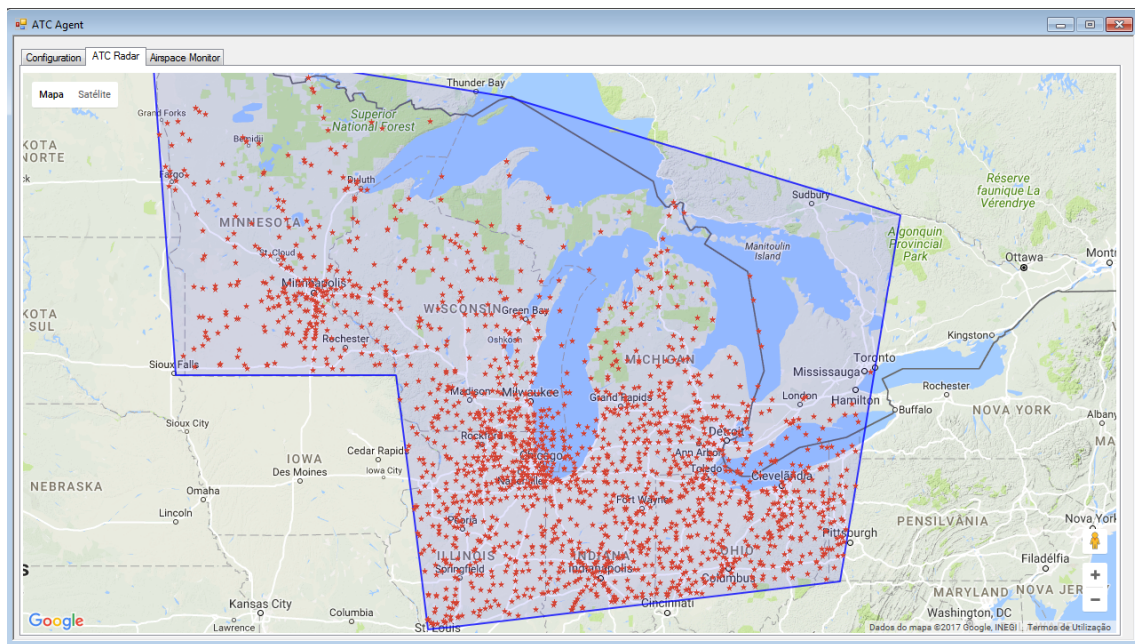 ATC Agent
Configuration
ATC Radar
Airspace Monitor
Mapa
Satélite
Thunder Bay
Grand Forks
Superior
National Forest
KOTA
NORTE
Bemidji
Fargo
Duluth
Sudbury
Réserve
faunique La
Vérendrye
MINNESOTA
Algonquin
Provincial
Park
Manitoulin
Island
Ottawa
Montr
St. Cloud
Minneapolis
WISCONSIN
Green Bay
KOTA
SUL
Oshkosh
Kingston
Rochester
MICHIGAN
Toronto
Sioux Falls
Mississauga
Rochester
Madison
Milwaukee
Grand Rapids
London
Hamilton
Buffalo
NOVA YORK
Albany
Sioux City
Rockford
Detroit
MA
Cedar Rapids
Chicago
Ann Arbor
IOWA
Iowa City
Toledo
Des Moines
Naperville
Clevelândia
NEBRASKA
Omaha
Fort Wayne
Lincoln
Peoria
PENSILVÂNIA
Nova York
Pittsburgh
ILLINOIS
INDIANA
OHIO
Filadélfia
Springfield
Indianapolis
Columbus
s
NOVA JER
Kansas City
Columbia
Cincinnati
Washington, DC
Lawrence
St. Louis
Google
Dados do mapa ©2017 Google, INEGI
Termos de Utilização